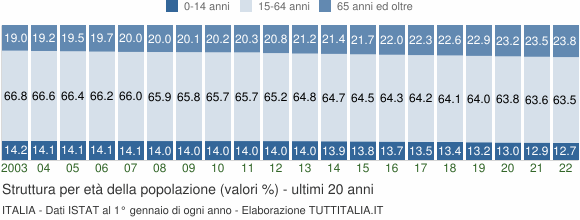 0-14 anni 15-64 anni 65 anni ed oltre
19.0 19.2 19.5 19.7 20.0 20.0 20.1 20.2 20.3 20.8 21.2 21.4 21.7 22.0 22.3 22.6 22.9 23.2 23.5 23.8
66.8 66.6 66.4 66.2 66.0 65.9 65.8 65.7 65.7 65.2 64.8 64.7 64.5 64.3 64.2 64.1 64.0 63.8 63.6 63.5
14.2 14.1 14.1 14.1 14.1 14.0 14.0 14.0 14.0 14.0 14.0 13.9 13.8 13.7 13.5 13.4 13.2 13.0 12.9 12.7
2003 04 05 06 07 08 09 10 11 12 13 14 15 16 17 18 19 20 21 22
Struttura per età della popolazione (valori %) - ultimi 20 anni
ITALIA - Dati ISTAT al 1° gennaio di ogni anno - Elaborazione TUTTITALIA.IT